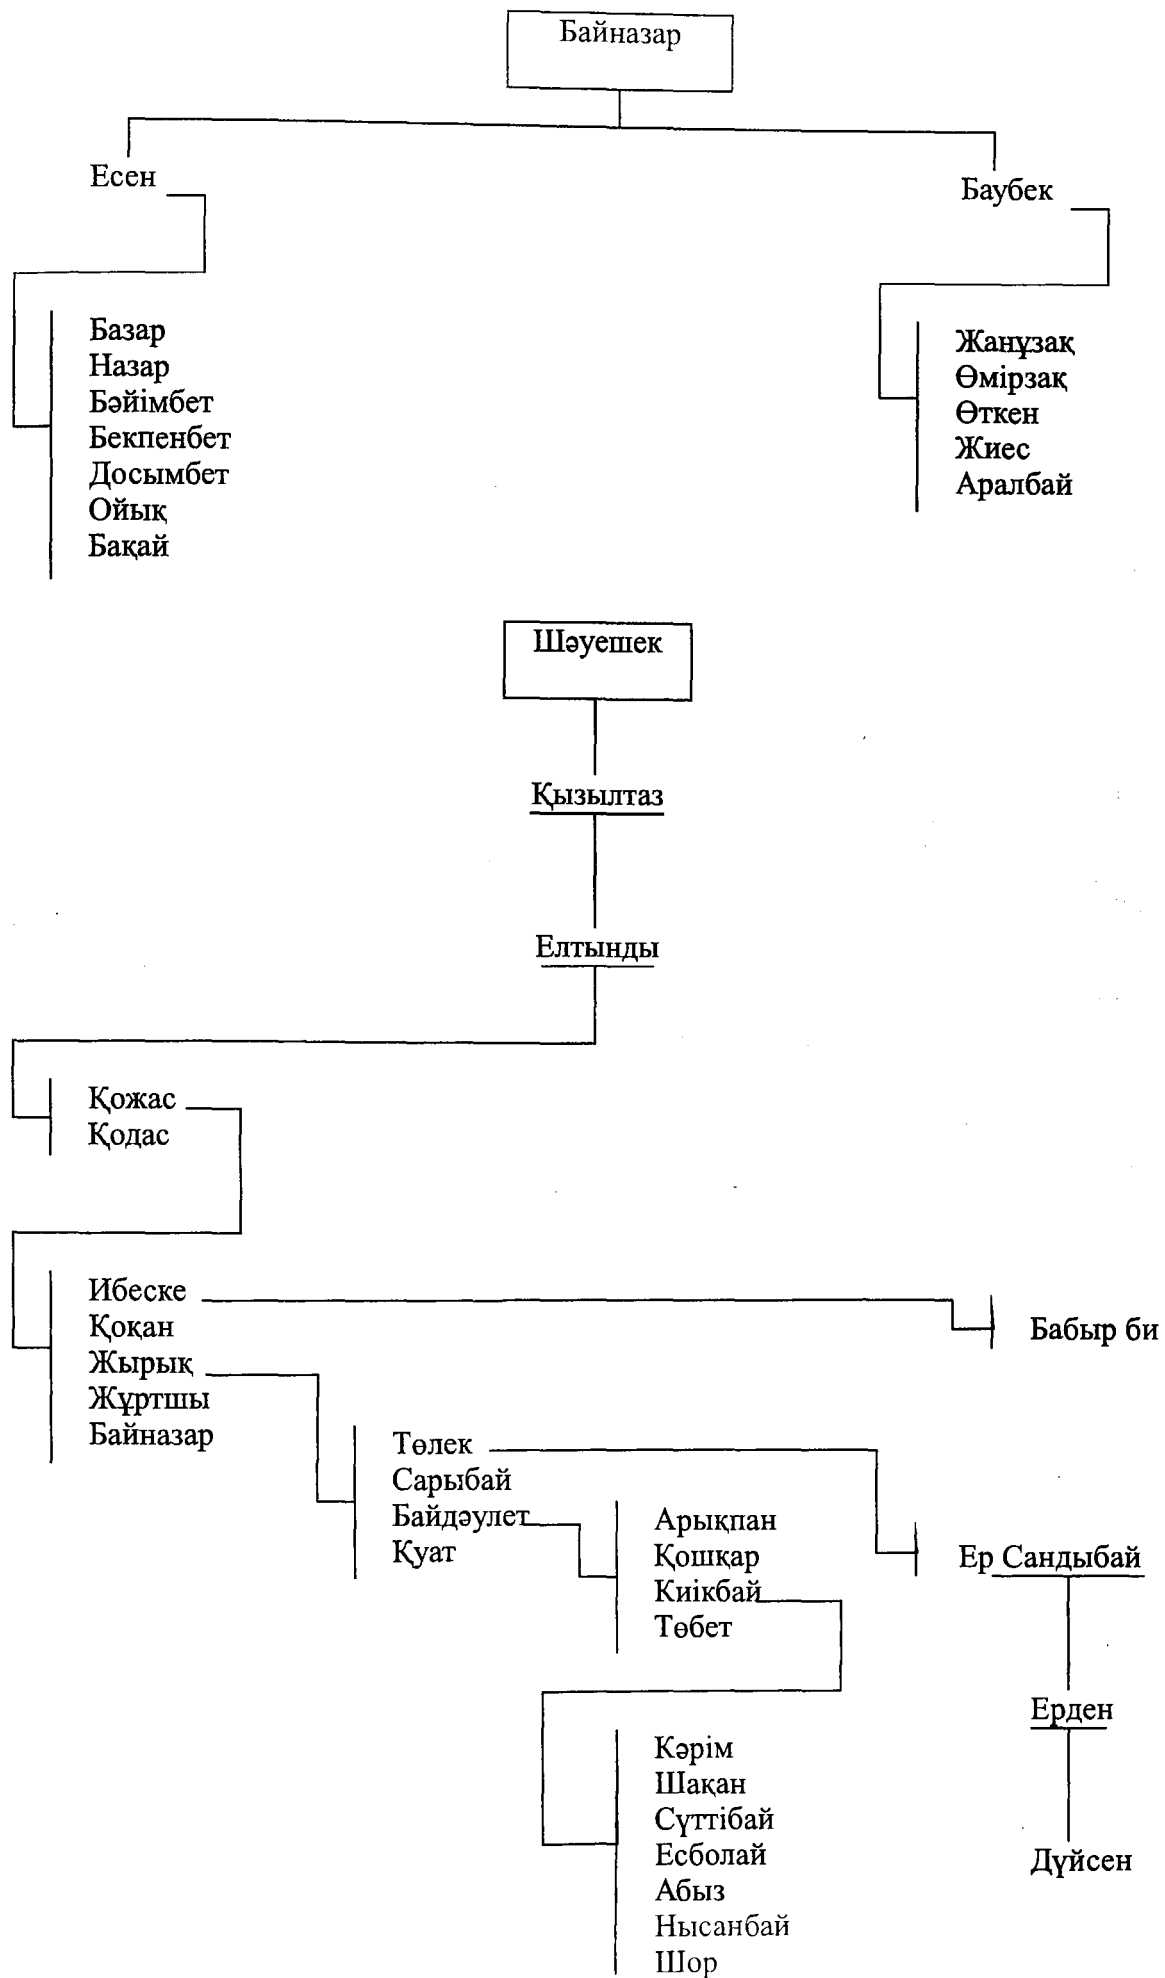 Байназар
Есен
Баубек
Базар
Назар
Бәйімбет
Бекпенбет
Досымбет
Ойық
Бақай
Жанұзақ
Өмірзақ
Өткен
Жиес
Аралбай
Шәуешек
Қызылтаз
Елтынды
Қожас
Қодас
Ибеске
Қоқан
Жырық
Жұртшы
Байназар
Бабыр би
Төлек
Сарыбай
Байдәулет
Қуат
Арықпан
Қошқар
Киікбай
Төбет
Ер Сандыбай
Ерден
Дүйсен
Кәрім
Шақан
Сүттібай
Есболай
Абыз
Нысанбай
Шор